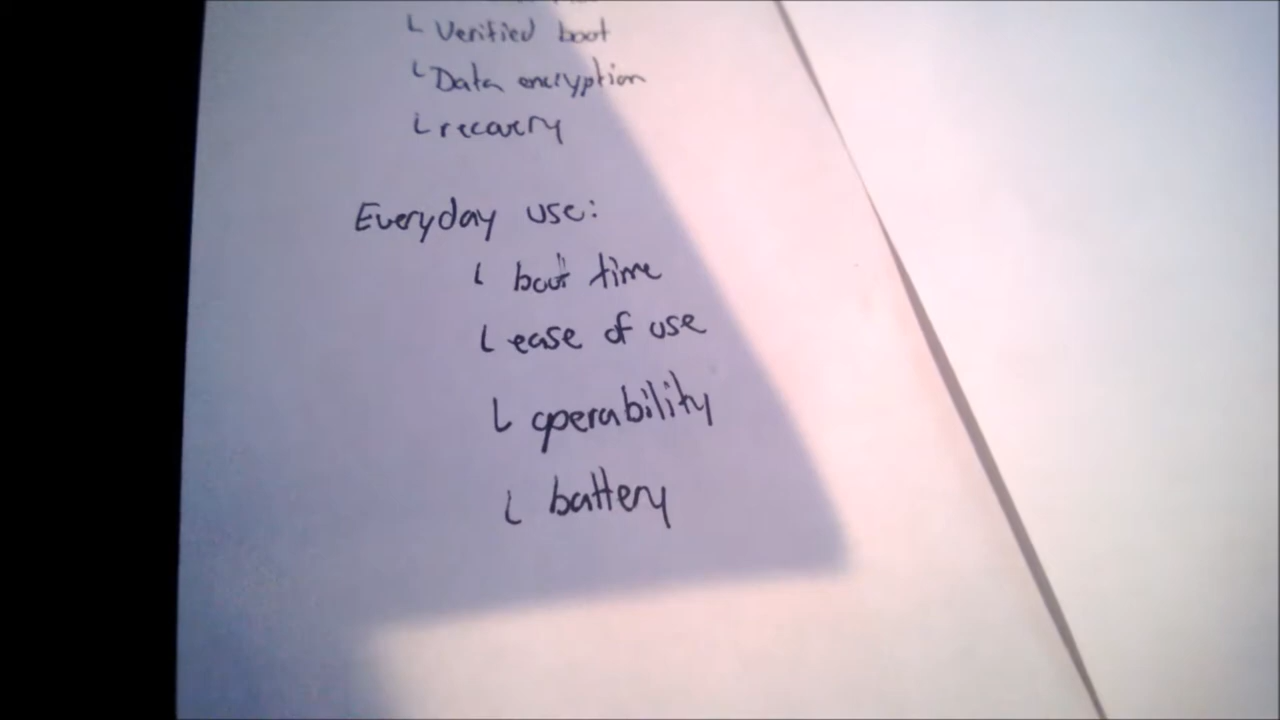 └ Verified boot
└ Data encryption
└ recovery
Everyday use:
└ boot time
└ ease of use
└ operability
└ battery